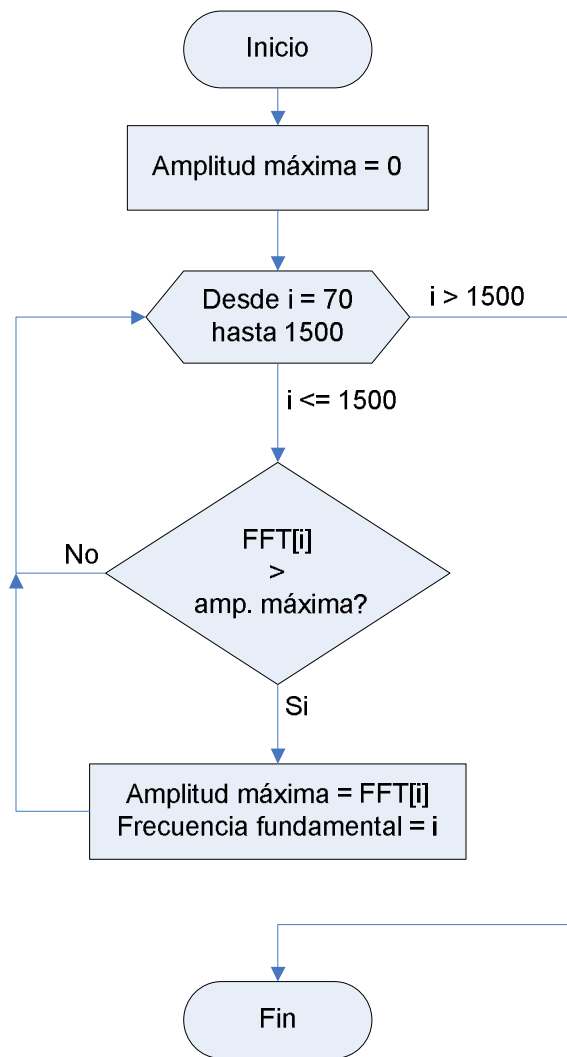 Inicio
Amplitud máxima = 0
Desde i = 70
hasta 1500
i > 1500
i <= 1500
FFT[i]
>
amp. máxima?
No
Si
Amplitud máxima = FFT[i]
Frecuencia fundamental = i
Fin